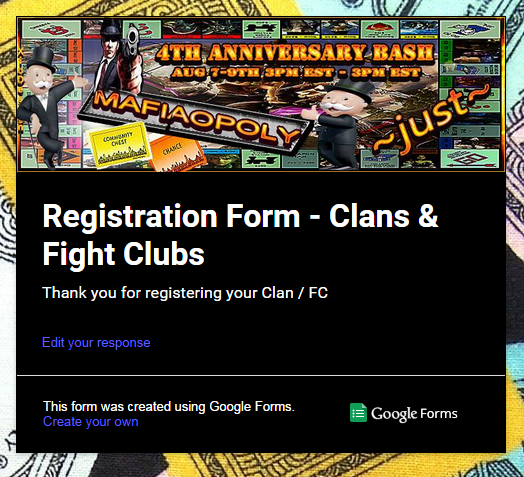 4TH ANNIVERSARY BASH
AUG 7-9TH 3PM EST - 3PM EST
MAFIAOPOLY
~just~
COMMUNITY
CHEST
CHANCE
Registration Form - Clans &
Fight Clubs
Thank you for registering your Clan / FC
Edit your response
This form was created using Google Forms.
Create your own
Google Forms